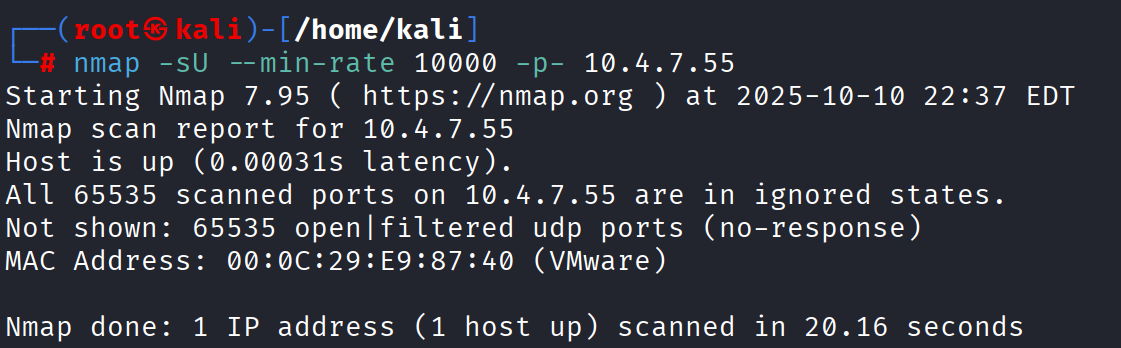 ┌──(root㉿kali)-[/home/kali]
└─# nmap -sU --min-rate 10000 -p- 10.4.7.55
Starting Nmap 7.95 ( https://nmap.org ) at 2025-10-10 22:37 EDT
Nmap scan report for 10.4.7.55
Host is up (0.00031s latency).
All 65535 scanned ports on 10.4.7.55 are in ignored states.
Not shown: 65535 open|filtered udp ports (no-response)
MAC Address: 00:0C:29:E9:87:40 (VMware)
Nmap done: 1 IP address (1 host up) scanned in 20.16 seconds